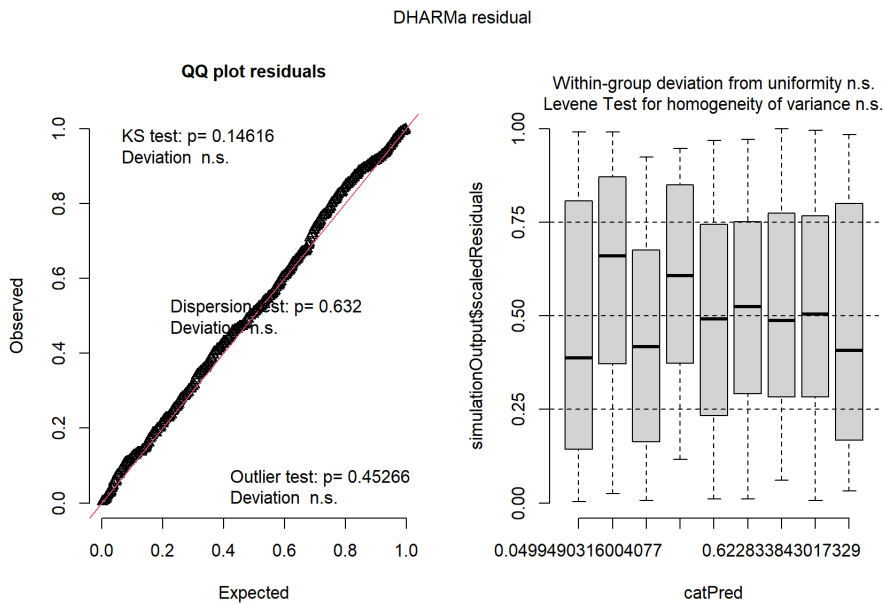 DHARMa residual
QQ plot residuals
KS test: p= 0.14616
Deviation n.s.
Dispersion test: p= 0.632
Deviation n.s.
Outlier test: p= 0.45266
Deviation n.s.
Observed
1.0
0.8
0.6
0.4
0.2
0.0
0.0
0.2
0.4
0.6
0.8
1.0
Expected
Within-group deviation from uniformity n.s.
Levene Test for homogeneity of variance n.s.
simulationOutput$scaledResiduals
1.00
0.75
0.50
0.25
0.00
0.0499490316004077
0.622833843017329
catPred